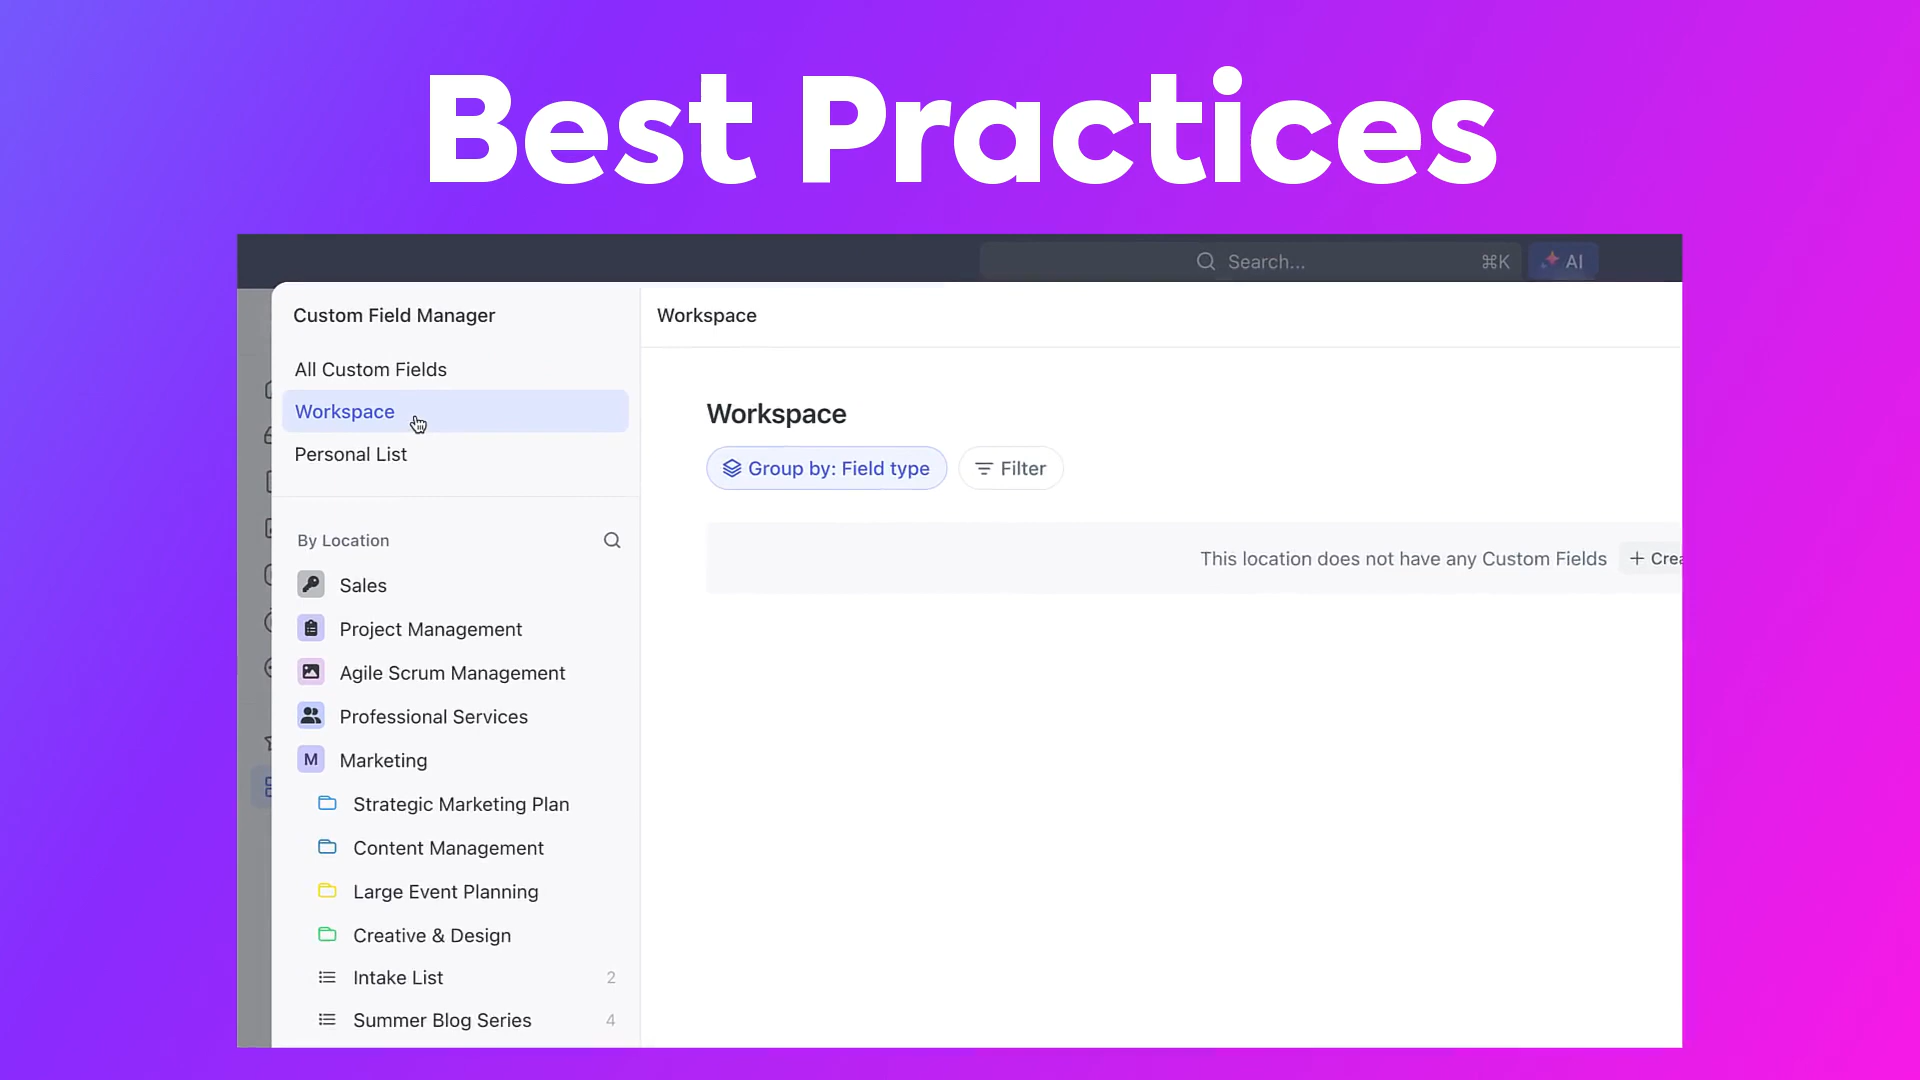 Best Practices
Search...
⌘K
AI
Custom Field Manager
Workspace
All Custom Fields
Workspace
Personal List
Workspace
Group by: Field type
Filter
By Location
This location does not have any Custom Fields
+ Crea
Sales
Project Management
Agile Scrum Management
Professional Services
M
Marketing
Strategic Marketing Plan
Content Management
Large Event Planning
Creative & Design
Intake List
2
Summer Blog Series
4